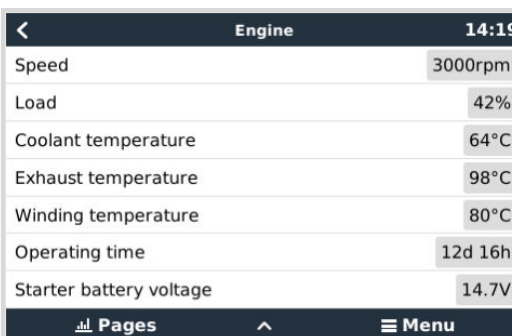 Engine 14:19
Speed 3000rpm
Load 42%
Coolant temperature 64°C
Exhaust temperature 98°C
Winding temperature 80°C
Operating time 12d 16h
Starter battery voltage 14.7V
Pages Menu